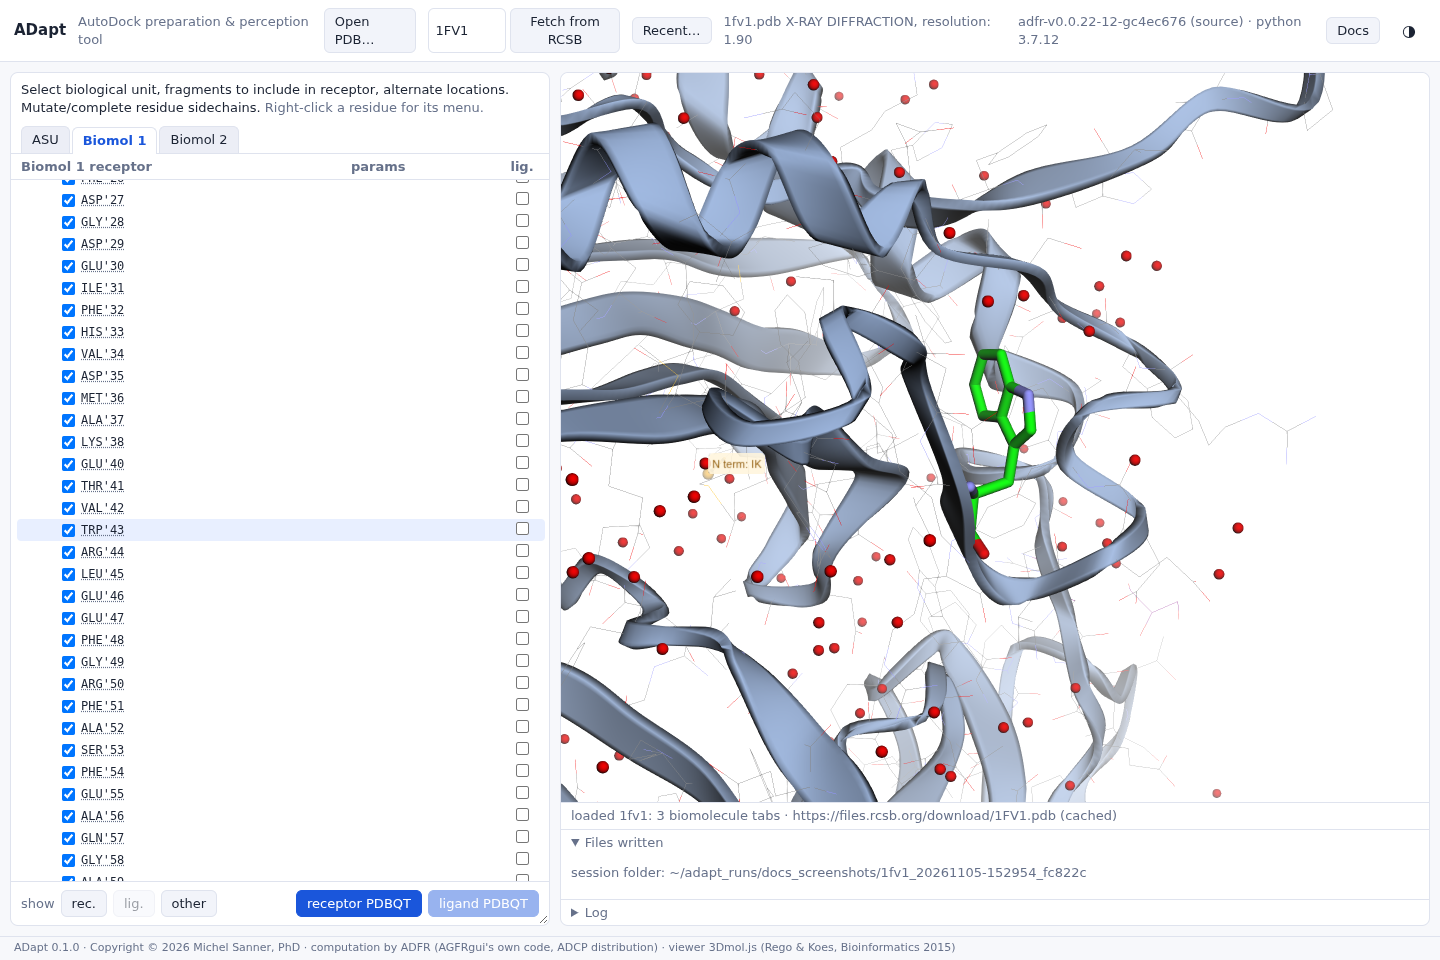 ADapt
AutoDock preparation & perception
tool
Open
PDB...
1FV1
Fetch from
RCSB
Recent...
1fv1.pdb X-RAY DIFFRACTION, resolution:
1.90
adfr-v0.0.22-12-gc4ec676 (source) · python
3.7.12
Docs
Select biological unit, fragments to include in receptor, alternate locations.
Mutate/complete residue sidechains. Right-click a residue for its menu.
ASU
Biomol 1
Biomol 2
Biomol 1 receptor
params
lig.
ASP'27
GLY'28
ASP'29
GLU'30
ILE'31
PHE'32
HIS'33
VAL'34
ASP'35
MET'36
ALA'37
LYS'38
GLU'40
THR'41
VAL'42
TRP'43
ARG'44
LEU'45
GLU'46
GLU'47
PHE'48
GLY'49
ARG'50
PHE'51
ALA'52
SER'53
PHE'54
GLU'55
ALA'56
GLN'57
GLY'58
show
rec.
lig.
other
receptor PDBQT
ligand PDBQT
N term: IK
loaded 1fv1: 3 biomolecule tabs · https://files.rcsb.org/download/1FV1.pdb (cached)
▼ Files written
session folder: ~/adapt_runs/docs_screenshots/1fv1_20261105-152954_fc822c
▶ Log
ADapt 0.1.0 · Copyright © 2026 Michel Sanner, PhD · computation by ADFR (AGFRgui's own code, ADCP distribution) · viewer 3Dmol.js (Rego & Koes, Bioinformatics 2015)